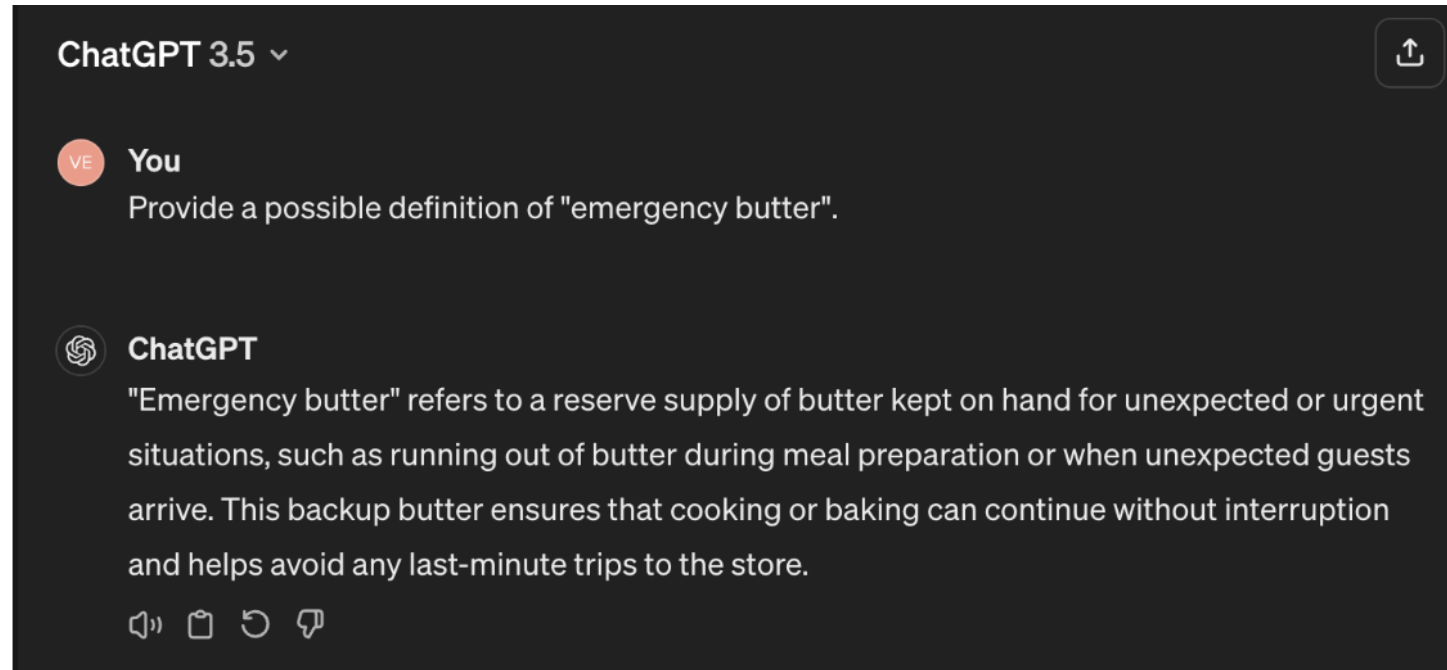 ChatGPT 3.5
VE
You
Provide a possible definition of "emergency butter".
ChatGPT
"Emergency butter" refers to a reserve supply of butter kept on hand for unexpected or urgent
situations, such as running out of butter during meal preparation or when unexpected guests
arrive. This backup butter ensures that cooking or baking can continue without interruption
and helps avoid any last-minute trips to the store.